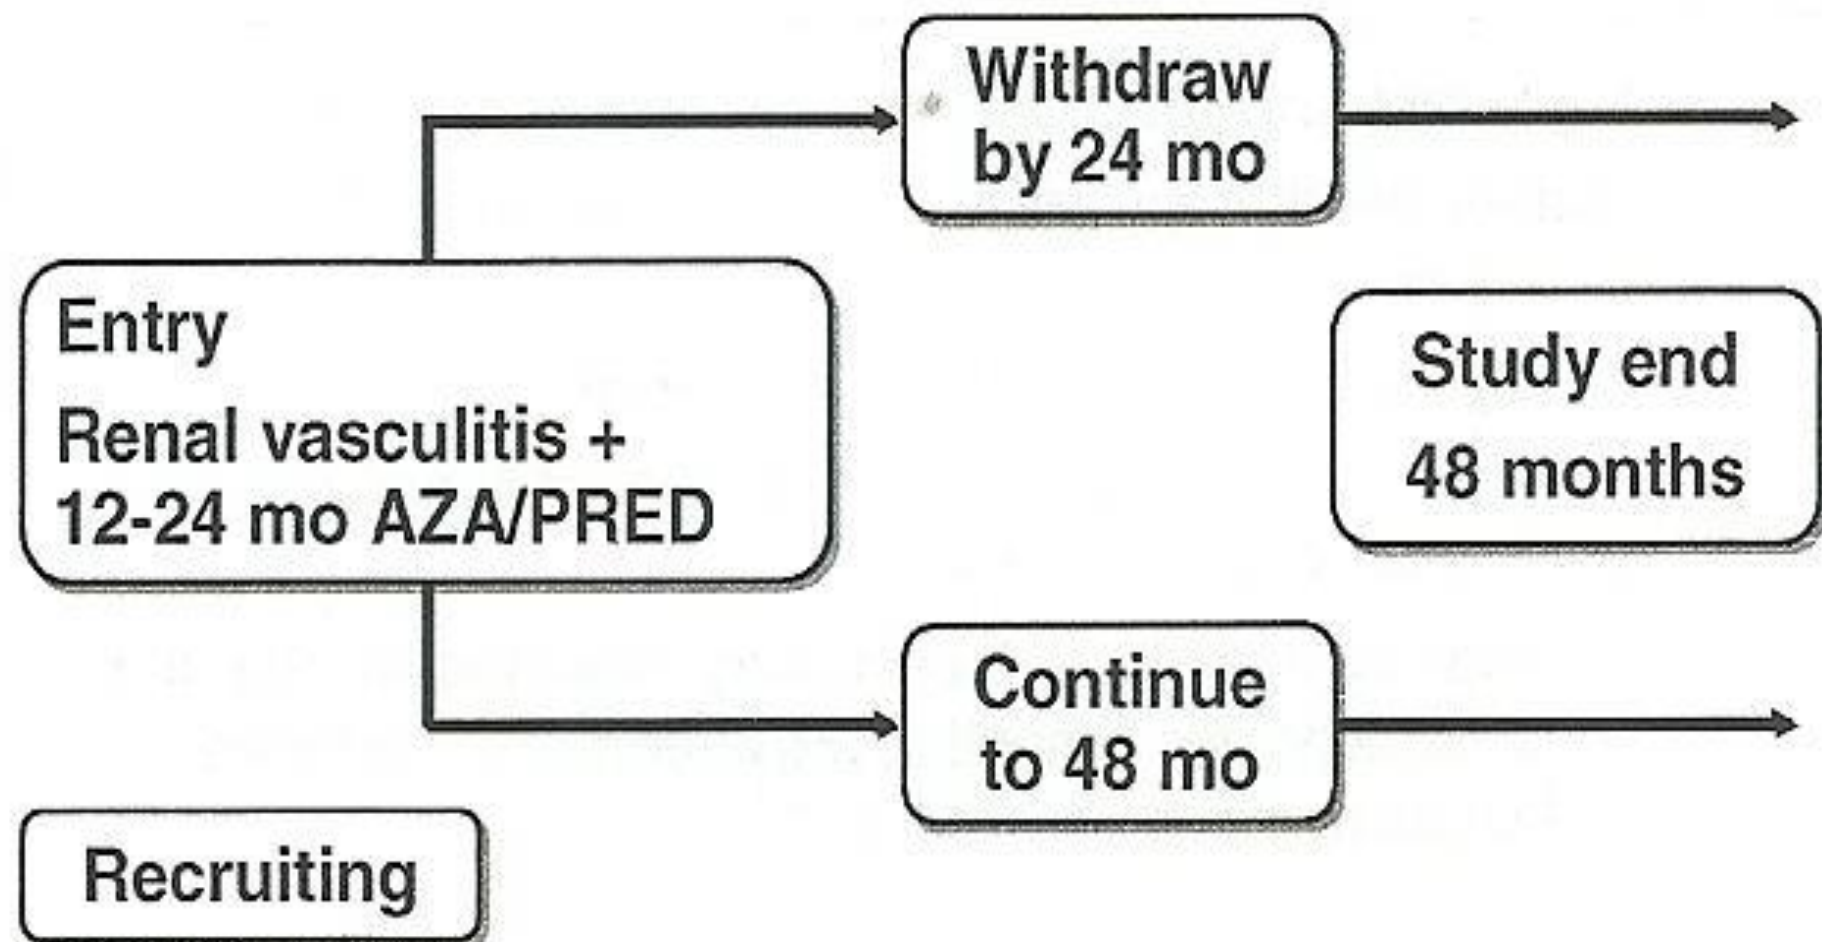 Withdraw
by 24 mo
Entry
Renal vasculitis +
12-24 mo AZA/PRED
Study end
48 months
Continue
to 48 mo
Recruiting